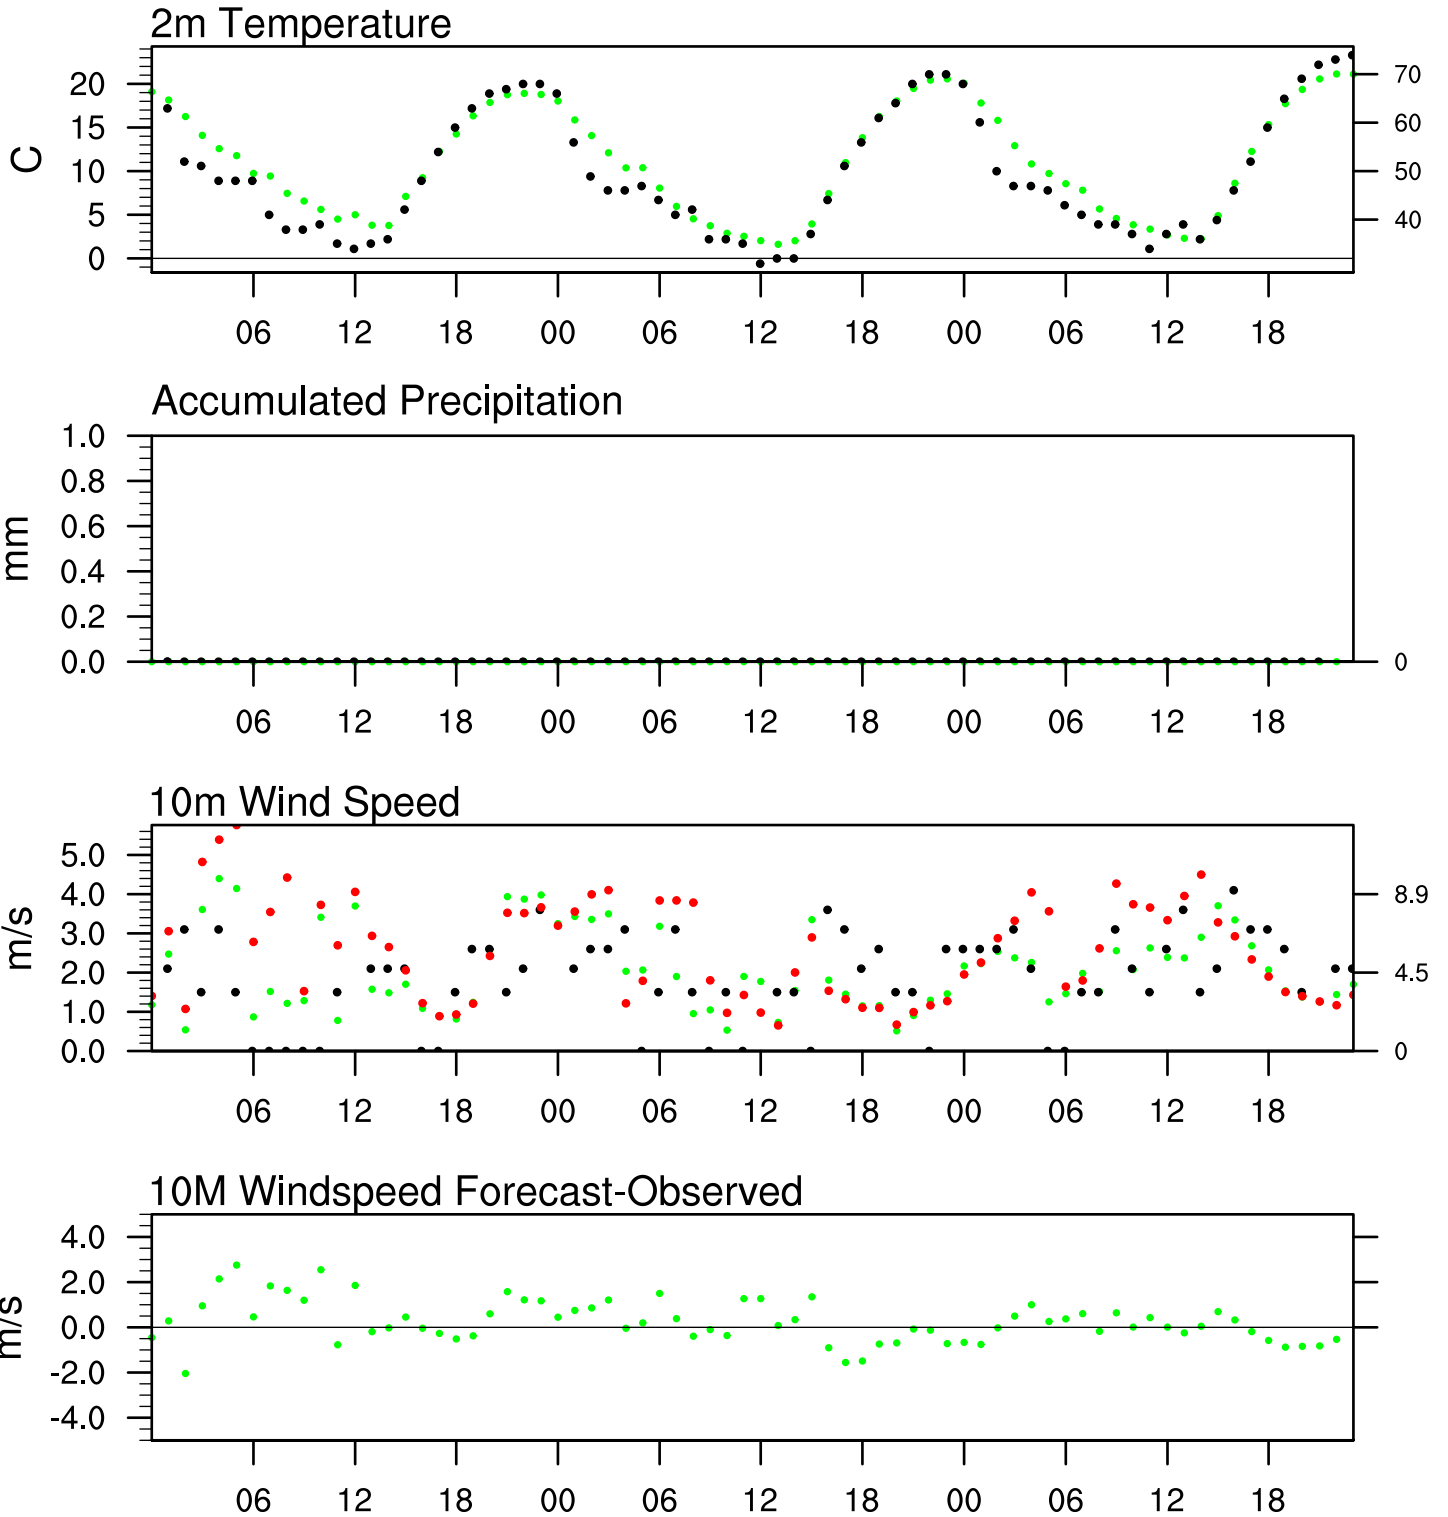 2m Temperature
20
15
10
5
0
C
70
60
50
40
06 12 18 00 06 12 18 00 06 12 18
Accumulated Precipitation
1.0
0.8
0.6
0.4
0.2
0.0
mm
0
06 12 18 00 06 12 18 00 06 12 18
10m Wind Speed
5.0
4.0
3.0
2.0
1.0
0.0
m/s
8.9
4.5
0
06 12 18 00 06 12 18 00 06 12 18
10M Windspeed Forecast-Observed
4.0
2.0
0.0
-2.0
-4.0
m/s
06 12 18 00 06 12 18 00 06 12 18